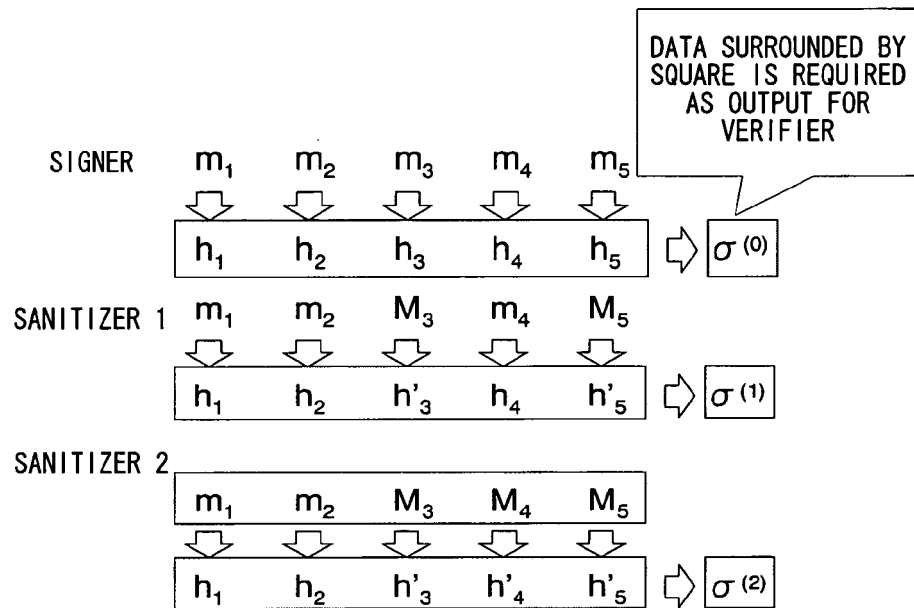 DATA SURROUNDED BY
SQUARE IS REQUIRED
AS OUTPUT FOR
VERIFIER
SIGNER m₁ m₂ m₃ m₄ m₅
h₁ h₂ h₃ h₄ h₅ σ⁽⁰⁾
SANITIZER 1 m₁ m₂ M₃ m₄ M₅
h₁ h₂ h'₃ h₄ h'₅ σ⁽¹⁾
SANITIZER 2
m₁ m₂ M₃ M₄ M₅
h₁ h₂ h'₃ h'₄ h'₅ σ⁽²⁾